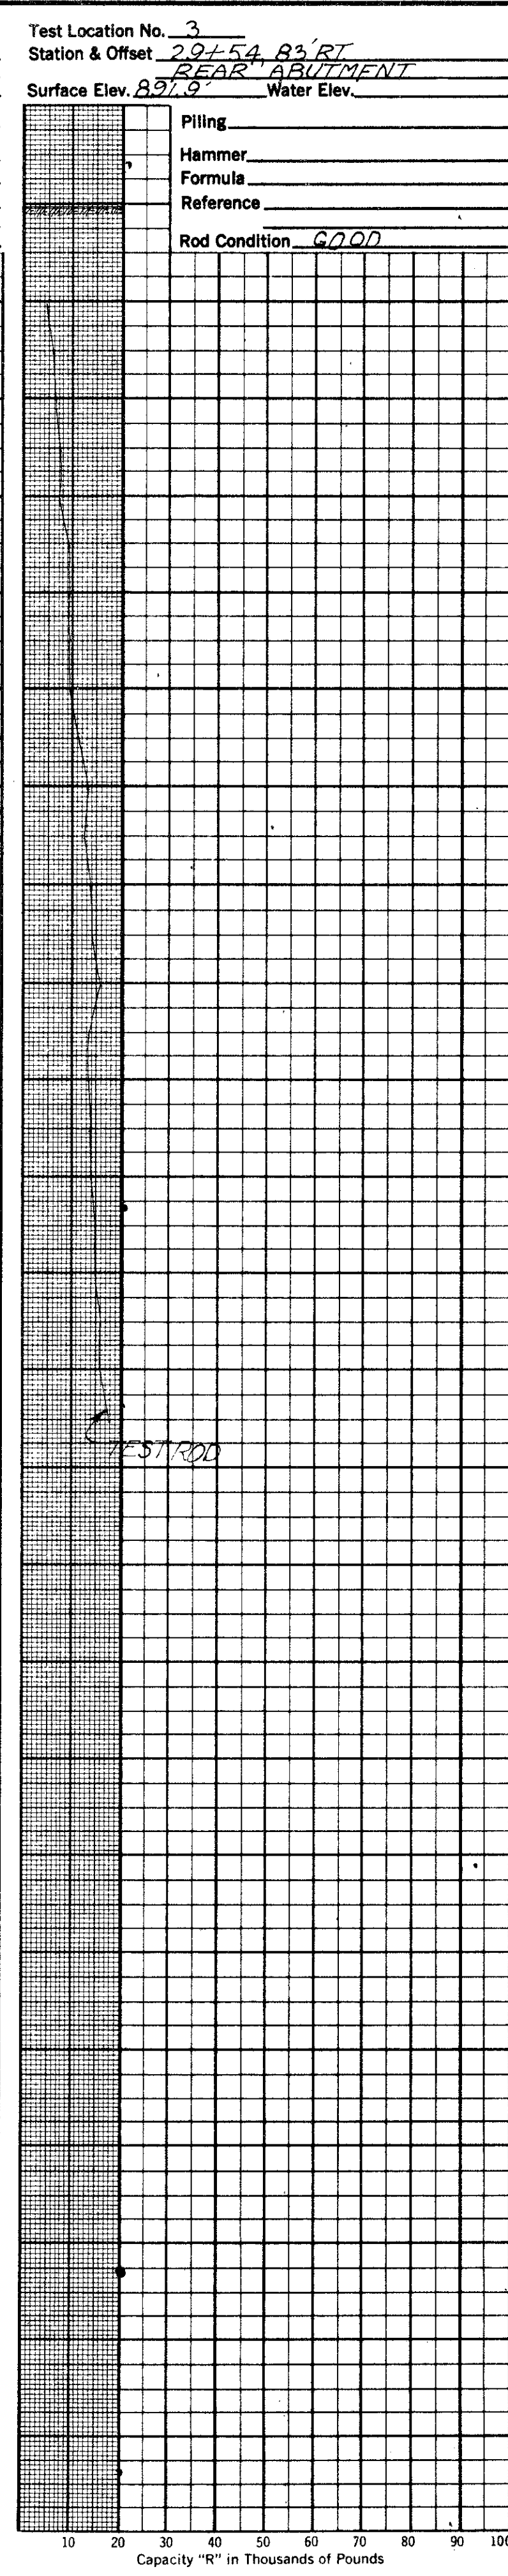 Test Location No. 3
Station & Offset 29+54, 83' RT.
REAR ABUTMENT
Surface Elev. 891.9' Water Elev.
Piling
Hammer
Formula
Reference
Rod Condition GOOD
TEST ROD
10 20 30 40 50 60 70 80 90 100
Capacity "R" in Thousands of Pounds